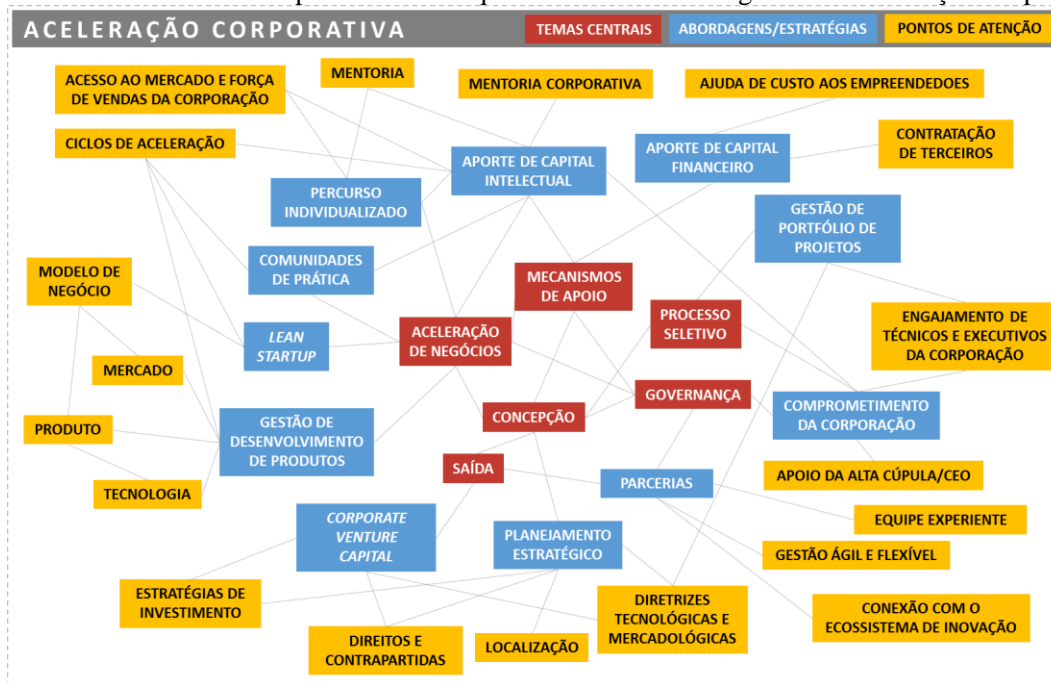 ACELERAÇÃO CORPORATIVA
TEMAS CENTRAIS
ABORDAGENS/ESTRATÉGIAS
PONTOS DE ATENÇÃO
ACESSO AO MERCADO E FORÇA
DE VENDAS DA CORPORAÇÃO
MENTORIA
MENTORIA CORPORATIVA
AJUDA DE CUSTO AOS EMPREENDEDOES
CICLOS DE ACELERAÇÃO
APORTE DE CAPITAL
INTELECTUAL
APORTE DE CAPITAL
FINANCEIRO
CONTRATAÇÃO
DE TERCEIROS
PERCURSO
INDIVIDUALIZADO
GESTÃO DE
PORTFÓLIO DE
PROJETOS
COMUNIDADES
DE PRÁTICA
MODELO DE
NEGÓCIO
MECANISMOS
DE APOIO
PROCESSO
SELETIVO
ENGAJAMENTO DE
TÉCNICOS E EXECUTIVOS
DA CORPORAÇÃO
LEAN
STARTUP
ACELERAÇÃO
DE NEGÓCIOS
MERCADO
GOVERNANÇA
CONCEPÇÃO
COMPROMETIMENTO
DA CORPORAÇÃO
PRODUTO
GESTÃO DE
DESENVOLVIMENTO
DE PRODUTOS
SAÍDA
PARCERIAS
APOIO DA ALTA CÚPULA/CEO
TECNOLOGIA
EQUIPE EXPERIENTE
CORPORATE
VENTURE
CAPITAL
PLANEJAMENTO
ESTRATÉGICO
GESTÃO ÁGIL E FLEXÍVEL
ESTRATÉGIAS DE
INVESTIMENTO
DIREITOS E
CONTRAPARTIDAS
LOCALIZAÇÃO
DIRETRIZES
TECNOLÓGICAS E
MERCADOLÓGICAS
CONEXÃO COM O
ECOSSISTEMA DE INOVAÇÃO